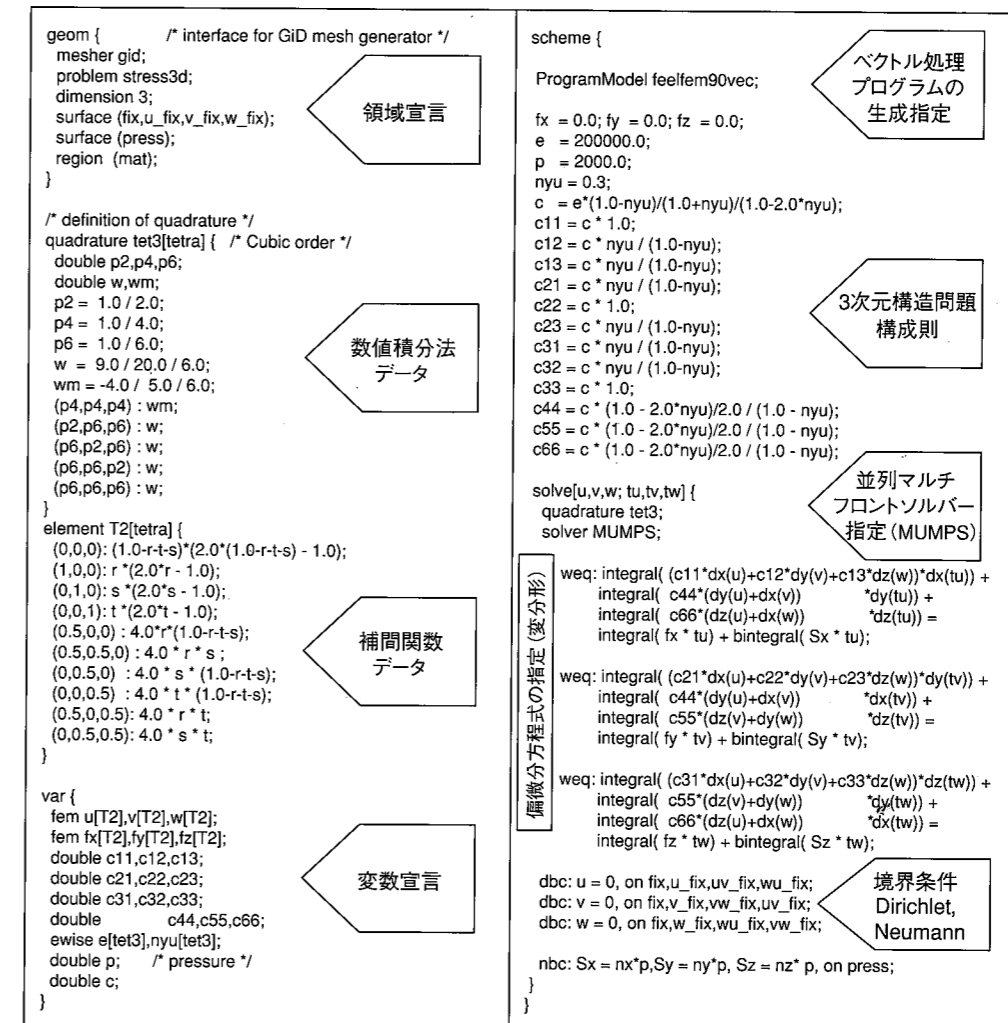 geom {          /* interface for GiD mesh generator */
mesher gid;
problem stress3d;
dimension 3;
surface (fix,u_fix,v_fix,w_fix);
surface (press);
region  (mat);
}
領域宣言
/* definition of quadrature */
quadrature tet3[tetra] {   /* Cubic order */
double p2,p4,p6;
double w,wm;
p2 =  1.0 / 2.0;
p4 =  1.0 / 4.0;
p6 =  1.0 / 6.0;
w  =  9.0 / 20.0 / 6.0;
wm = -4.0 /  5.0 / 6.0;
(p4,p4,p4) : wm;
(p2,p6,p6) : w;
(p6,p2,p6) : w;
(p6,p6,p2) : w;
(p6,p6,p6) : w;
}
数値積分法
データ
element T2[tetra] {
(0,0,0): (1.0-r-t-s)*(2.0*(1.0-r-t-s) - 1.0);
(1,0,0): r *(2.0*r - 1.0);
(0,1,0): s *(2.0*s - 1.0);
(0,0,1): t *(2.0*t - 1.0);
(0.5,0,0) : 4.0*r*(1.0-r-t-s);
(0.5,0.5,0) : 4.0 * r * s ;
(0,0.5,0)  : 4.0 * s * (1.0-r-t-s);
(0,0,0.5)  : 4.0 * t * (1.0-r-t-s);
(0.5,0,0.5): 4.0 * r * t;
(0,0.5,0.5): 4.0 * s * t;
}
補間関数
データ
var {
fem u[T2],v[T2],w[T2];
fem fx[T2],fy[T2],fz[T2];
double c11,c12,c13;
double c21,c22,c23;
double c31,c32,c33;
double          c44,c55,c66;
ewise e[tet3],nyu[tet3];
double p;     /* pressure */
double c;
}
変数宣言
scheme {
ProgramModel feelfem90vec;
ベクトル処理
プログラムの
生成指定
fx  = 0.0; fy  = 0.0; fz  = 0.0;
e   = 200000.0;
p   = 2000.0;
nyu = 0.3;
c   = e*(1.0-nyu)/(1.0+nyu)/(1.0-2.0*nyu);
c11 = c * 1.0;
c12 = c * nyu / (1.0-nyu);
c13 = c * nyu / (1.0-nyu);
c21 = c * nyu / (1.0-nyu);
c22 = c * 1.0;
c23 = c * nyu / (1.0-nyu);
c31 = c * nyu / (1.0-nyu);
c32 = c * nyu / (1.0-nyu);
c33 = c * 1.0;
c44 = c * (1.0 - 2.0*nyu)/2.0 / (1.0 - nyu);
c55 = c * (1.0 - 2.0*nyu)/2.0 / (1.0 - nyu);
c66 = c * (1.0 - 2.0*nyu)/2.0 / (1.0 - nyu);
3次元構造問題
構成則
solve[u,v,w; tu,tv,tw] {
quadrature tet3;
solver MUMPS;
並列マルチ
フロントソルバー
指定(MUMPS)
偏微分方程式の指定(変分形)
weq: integral( (c11*dx(u)+c12*dy(v)+c13*dz(w))*dx(tu)) +
integral(  c44*(dy(u)+dx(v))          *dy(tu)) +
integral(  c66*(dz(u)+dx(w))          *dz(tu)) =
integral( fx * tu) + bintegral( Sx * tu);
weq: integral( (c21*dx(u)+c22*dy(v)+c23*dz(w))*dy(tv)) +
integral(  c44*(dy(u)+dx(v))          *dx(tv)) +
integral(  c55*(dz(v)+dy(w))          *dz(tv)) =
integral( fy * tv) + bintegral( Sy * tv);
weq: integral( (c31*dx(u)+c32*dy(v)+c33*dz(w))*dz(tw)) +
integral(  c55*(dz(v)+dy(w))          *dy(tw)) +
integral(  c66*(dz(u)+dx(w))          *dx(tw)) =
integral( fz * tw) + bintegral( Sz * tw);
dbc: u = 0, on fix,u_fix,uv_fix,wu_fix;
dbc: v = 0, on fix,v_fix,vw_fix,uv_fix;
dbc: w = 0, on fix,w_fix,wu_fix,vw_fix;
境界条件
Dirichlet,
Neumann
nbc: Sx = nx*p,Sy = ny*p, Sz = nz* p, on press;
}
}